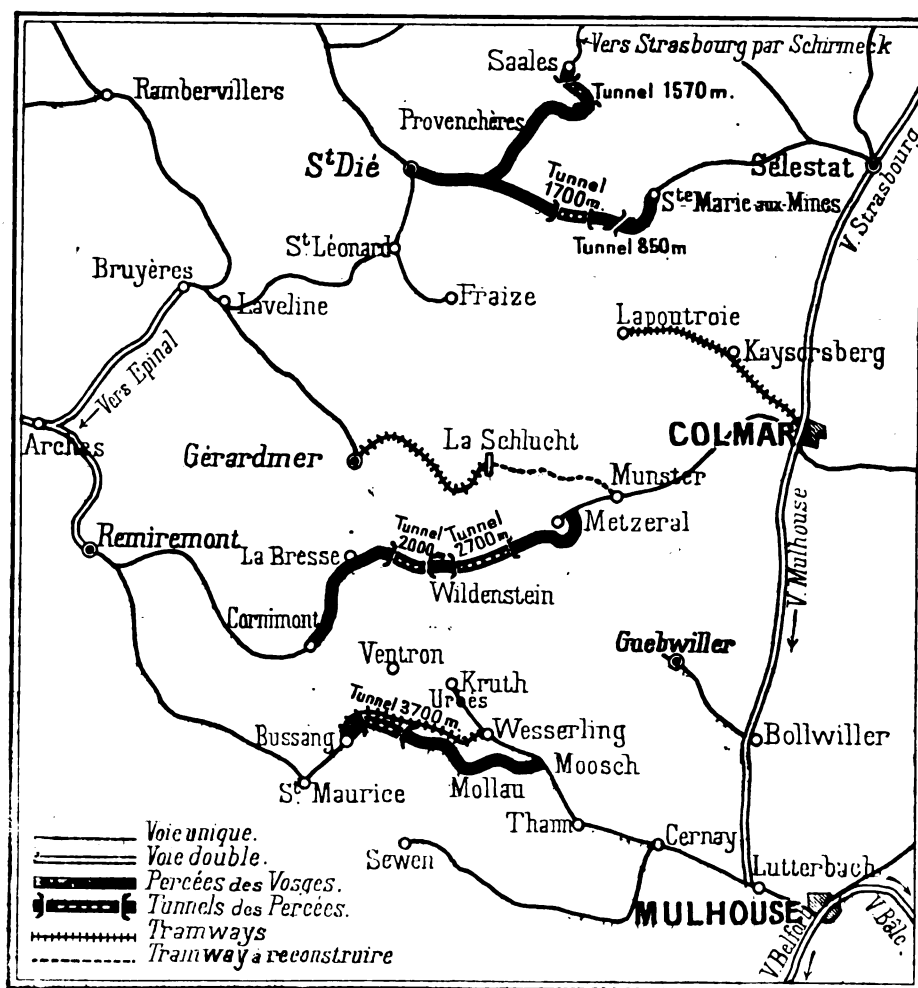 Vers Strasbourg par Schirmeck
Saales
Tunnel 1570 m.
Rambervillers
Provenchères
St Dié
Tunnel
1700m.
Sélestat
Ste Marie aux-Mines
Tunnel 850m
V. Strasbourg
St Léonard
Bruyères
Laveline
Fraize
Lapoutroie
Kaysersberg
Vers Epinal
Arches
COLMAR
Gérardmer
La Schlucht
Munster
Metzeral
Tunnel
2000m
Tunnel
2700m
Remiremont
La Bresse
Wildenstein
V. Mulhouse
Cornimont
Guebwiller
Ventron
Kruth
Urbes
Tunnel 3700 m.
Wesserling
Bussang
Bollwiller
Moosch
St Maurice
Mollau
Thann
Cernay
Sewen
Lutterbach
MULHOUSE
V. Belfort
V. Bâle.
Voie unique.
Voie double.
Percées des Vosges.
Tunnels des Percées.
Tramways
Tramway à reconstruire